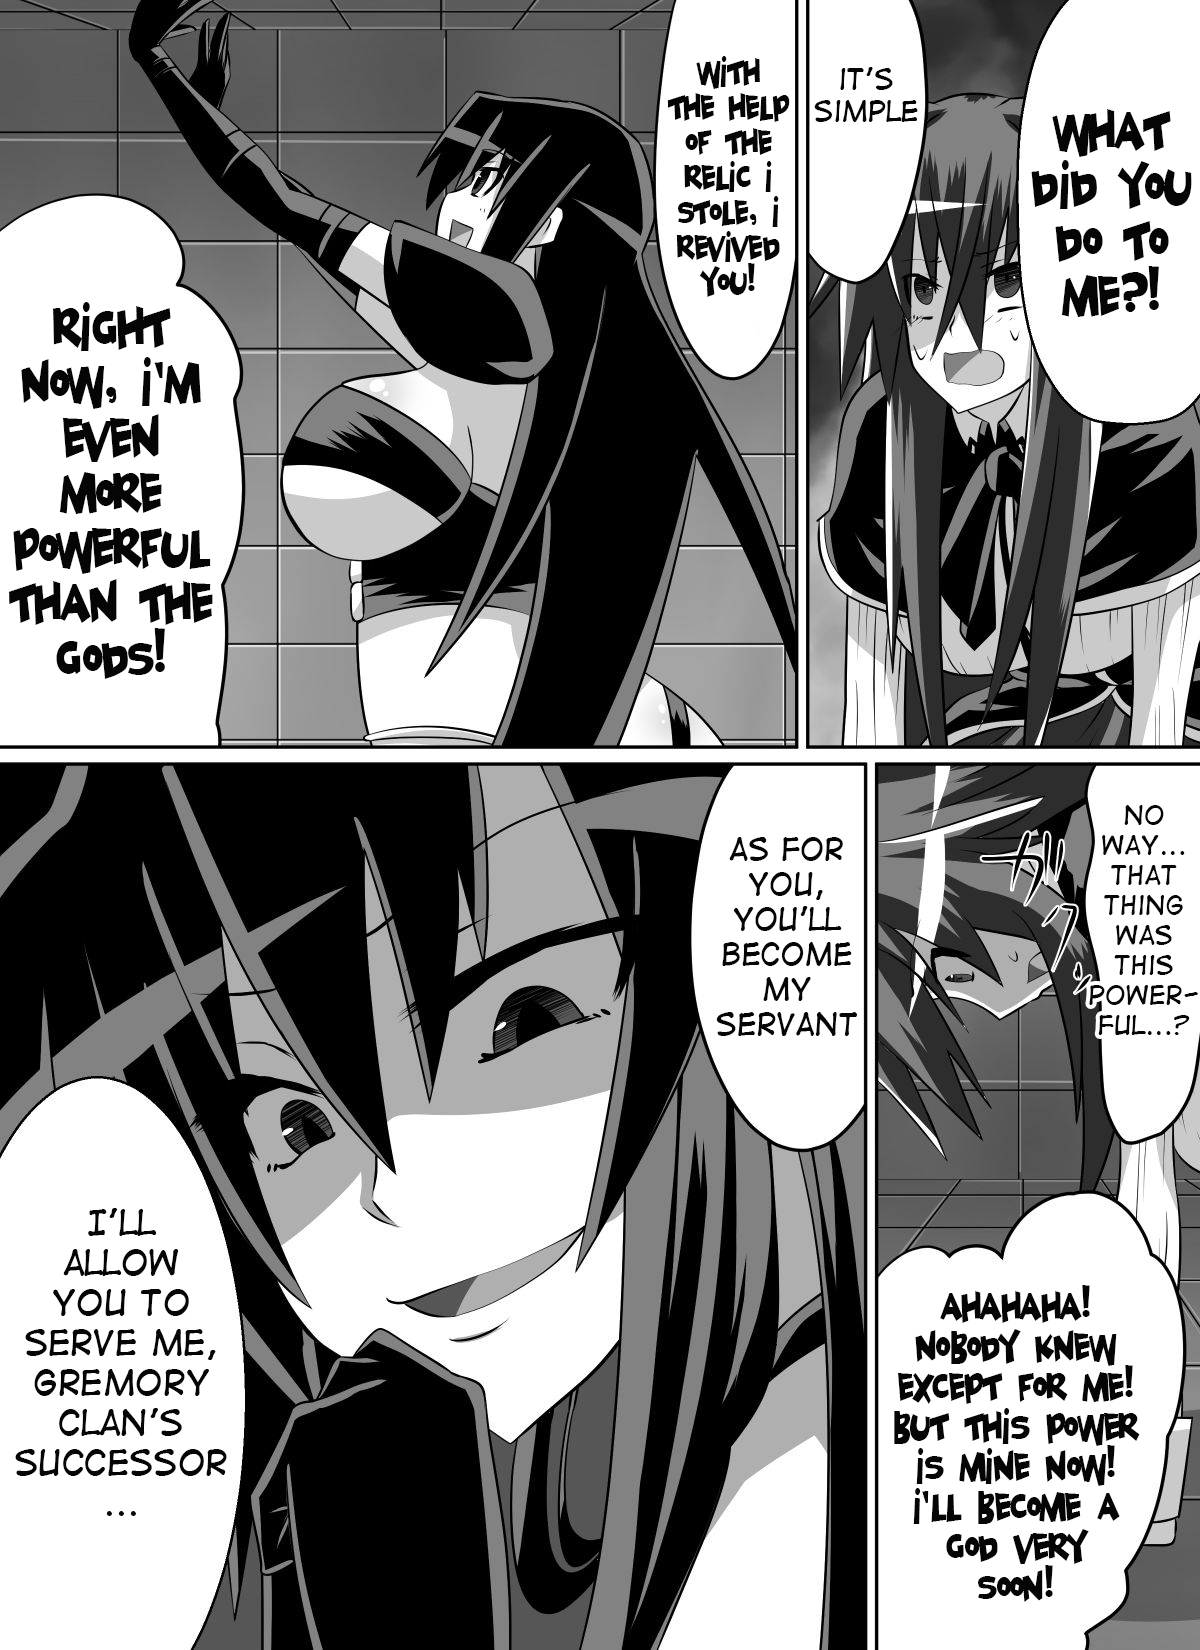 WHAT
DID YOU
DO TO
ME?!
IT'S
SIMPLE
WITH
THE HELP
OF THE
RELIC I
STOLE, I
REVIVED
YOU!
RIGHT
NOW, I'M
EVEN
MORE
POWERFUL
THAN THE
GODS!
NO
WAY...
THAT
THING
WAS
THIS
POWER-
FUL...?
ガクッ
AHAHAHA!
NOBODY KNEW
EXCEPT FOR ME!
BUT THIS POWER
IS MINE NOW!
I'LL BECOME A
GOD VERY
SOON!
AS FOR
YOU,
YOU'LL
BECOME
MY
SERVANT
I'LL
ALLOW
YOU TO
SERVE ME,
GREMORY
CLAN'S
SUCCESSOR
...